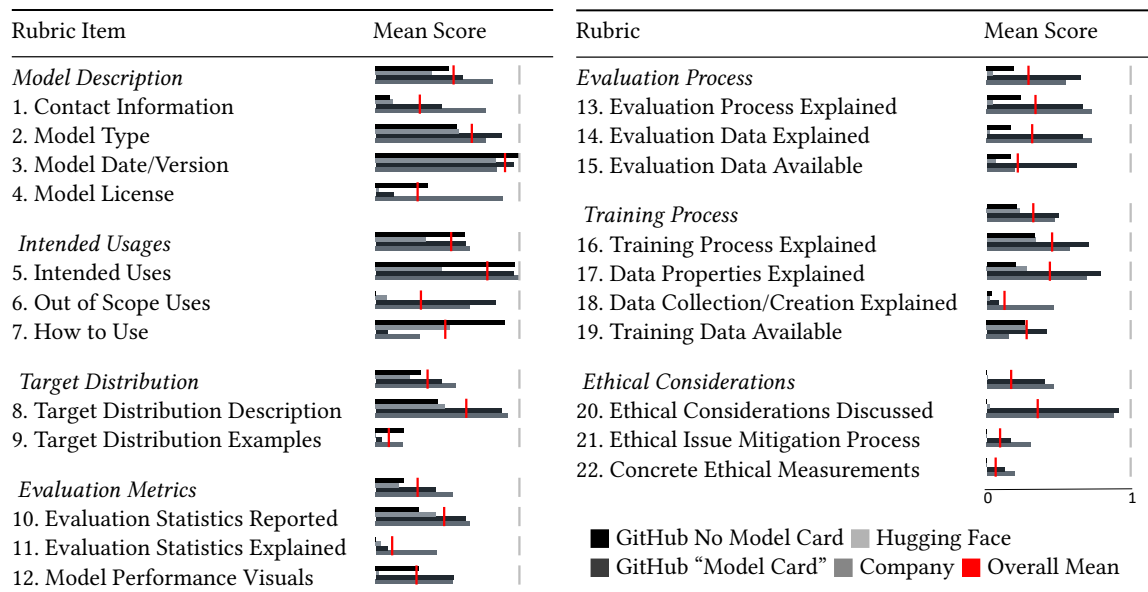 Rubric Item Mean Score
Model Description
1. Contact Information
2. Model Type
3. Model Date/Version
4. Model License
Intended Usages
5. Intended Uses
6. Out of Scope Uses
7. How to Use
Target Distribution
8. Target Distribution Description
9. Target Distribution Examples
Evaluation Metrics
10. Evaluation Statistics Reported
11. Evaluation Statistics Explained
12. Model Performance Visuals
Rubric Mean Score
Evaluation Process
13. Evaluation Process Explained
14. Evaluation Data Explained
15. Evaluation Data Available
Training Process
16. Training Process Explained
17. Data Properties Explained
18. Data Collection/Creation Explained
19. Training Data Available
Ethical Considerations
20. Ethical Considerations Discussed
21. Ethical Issue Mitigation Process
22. Concrete Ethical Measurements
0 1
GitHub No Model Card Hugging Face
GitHub “Model Card” Company Overall Mean